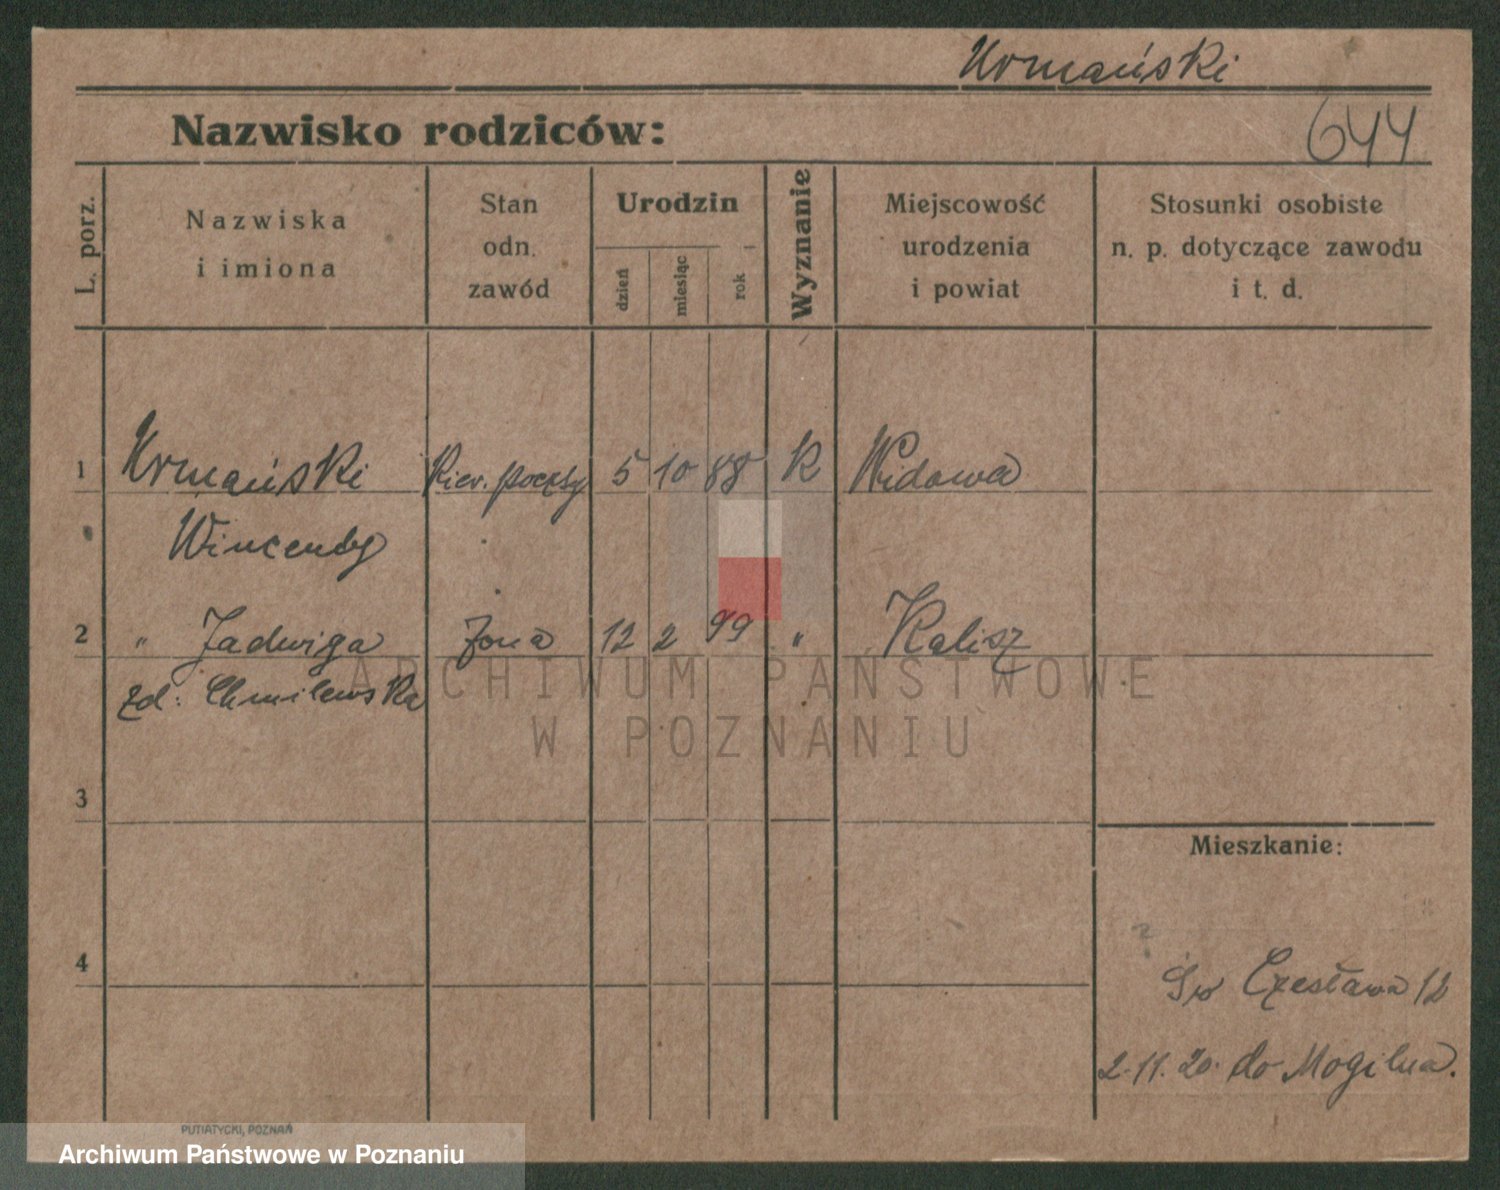 Urmański
Nazwisko rodziców:
644
L. porz.
Nazwiska
i imiona
Stan
odn.
zawód
Urodzin
dzień
miesiąc
rok
Wyznanie
Miejscowość
urodzenia
i powiat
Stosunki osobiste
n. p. dotyczące zawodu
i t. d.
1 Urmański Kier. poczty 5 10 88 K Widawa
Wincenty
2 " Jadwiga żona 12 2 99 " Kalisz
zd. Chmilewska
3
Mieszkanie:
4
Św Czesława 12
2.11.20. do Mogilna.
PUTIATYCKI, POZNAŃ
ARCHIWUM PAŃSTWOWE
W POZNANIU
Archiwum Państwowe w Poznaniu